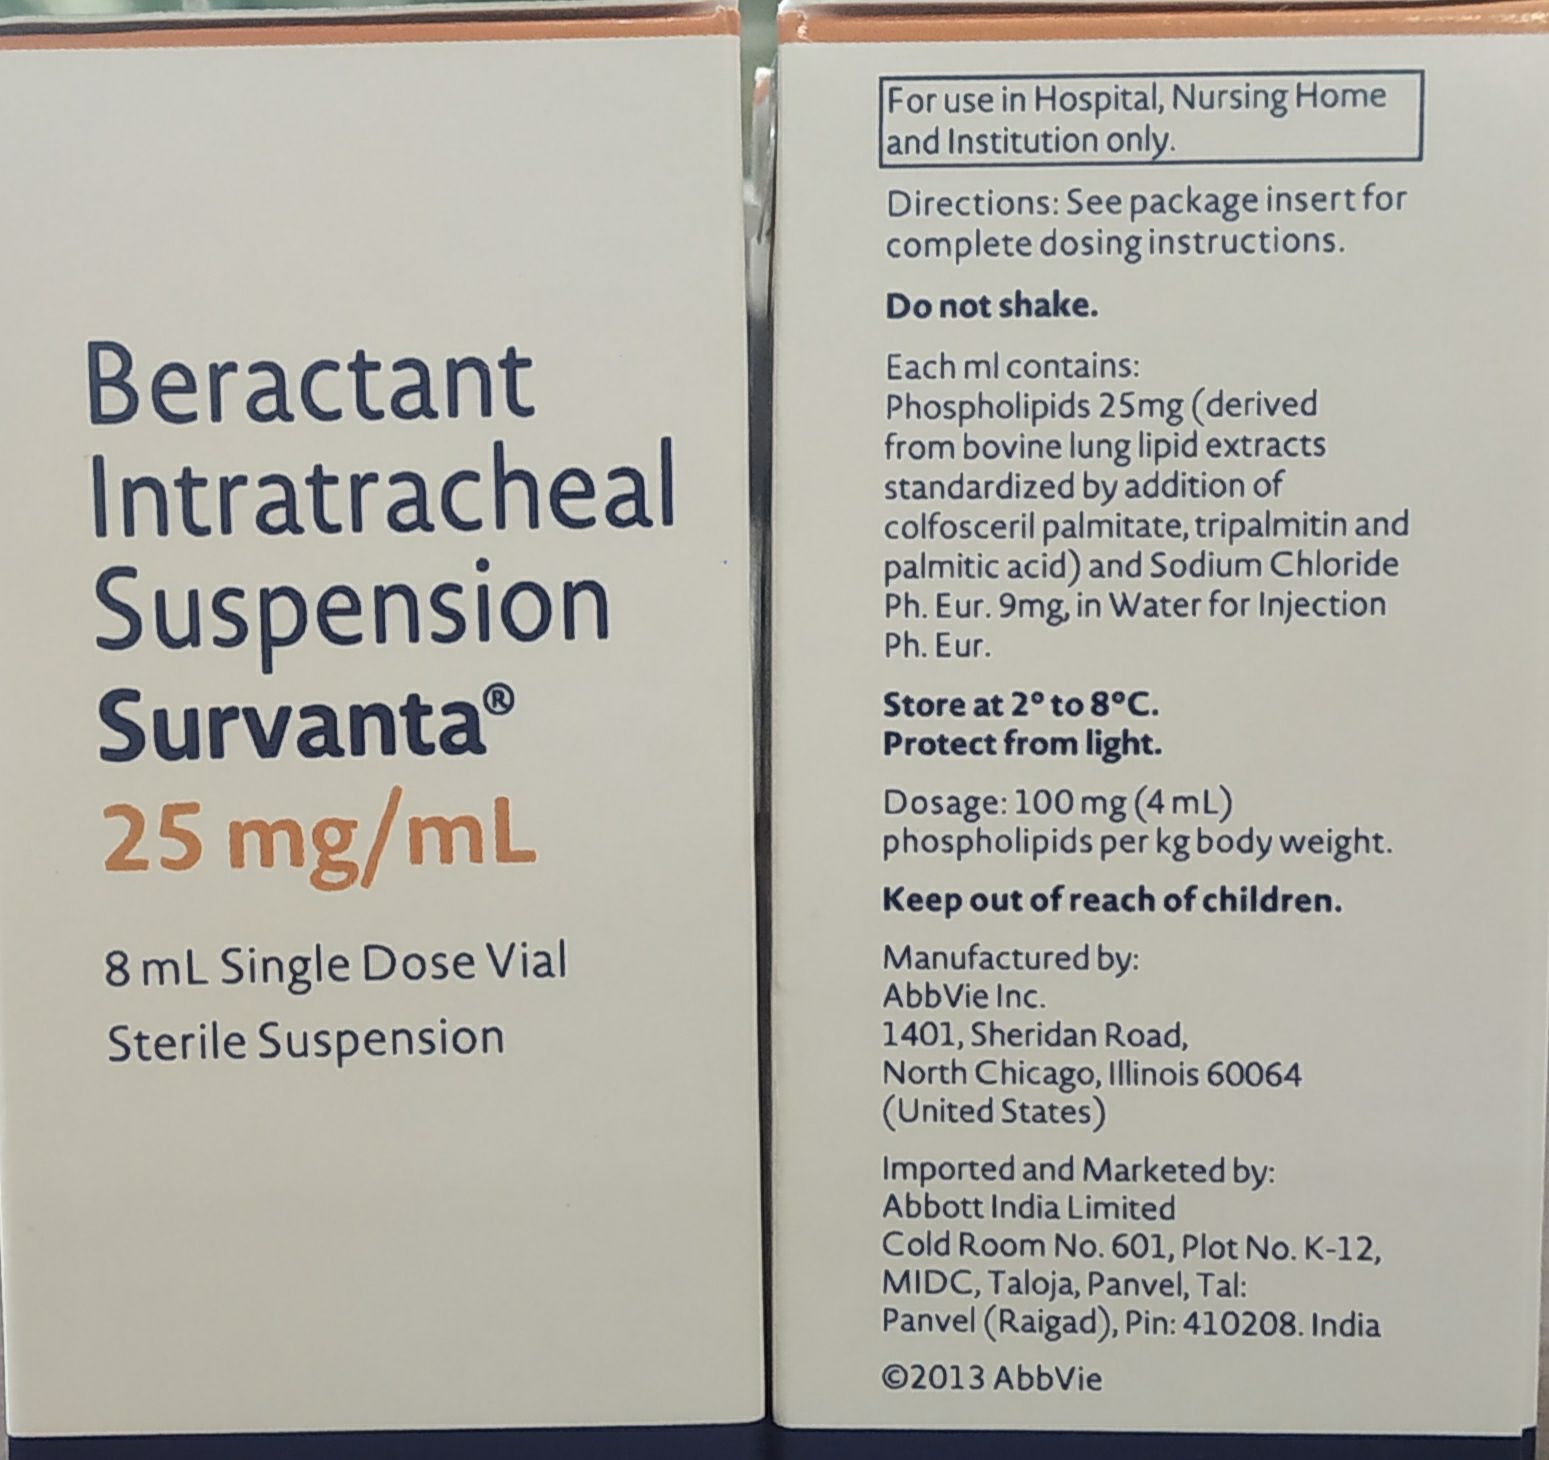 Beractant
Intratracheal
Suspension
Survanta®
25 mg/mL
8 mL Single Dose Vial
Sterile Suspension
For use in Hospital, Nursing Home
and Institution only.
Directions: See package insert for
complete dosing instructions.
Do not shake.
Each ml contains:
Phospholipids 25mg (derived
from bovine lung lipid extracts
standardized by addition of
colfosceril palmitate, tripalmitin and
palmitic acid) and Sodium Chloride
Ph. Eur. 9mg, in Water for Injection
Ph. Eur.
Store at 2° to 8°C.
Protect from light.
Dosage: 100 mg (4 mL)
phospholipids per kg body weight.
Keep out of reach of children.
Manufactured by:
AbbVie Inc.
1401, Sheridan Road,
North Chicago, Illinois 60064
(United States)
Imported and Marketed by:
Abbott India Limited
Cold Room No. 601, Plot No. K-12,
MIDC, Taloja, Panvel, Tal:
Panvel (Raigad), Pin: 410208. India
©2013 AbbVie